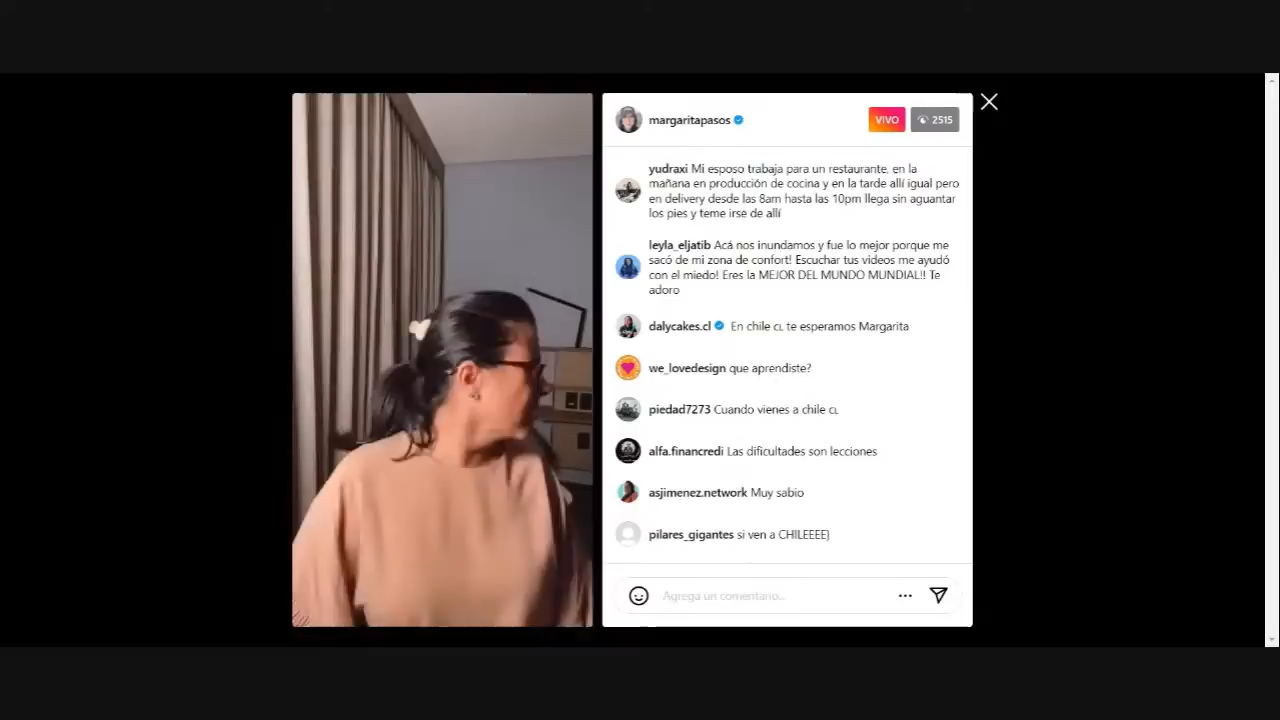 margaritapasos
VIVO
2515
yudraxi Mi esposo trabaja para un restaurante, en la
mañana en producción de cocina y en la tarde allí igual pero
en delivery desde las 8am hasta las 10pm llega sin aguantar
los pies y teme irse de allí
leyla_eljatib Acá nos inundamos y fue lo mejor porque me
sacó de mi zona de confort! Escuchar tus videos me ayudó
con el miedo! Eres la MEJOR DEL MUNDO MUNDIAL!! Te
adoro
dalycakes.cl En chile CL te esperamos Margarita
we_lovedesign que aprendiste?
piedad7273 Cuando vienes a chile CL
alfa.financredi Las dificultades son lecciones
asjimenez.network Muy sabio
pilares_gigantes si ven a CHILEEEE)
Agrega un comentario...